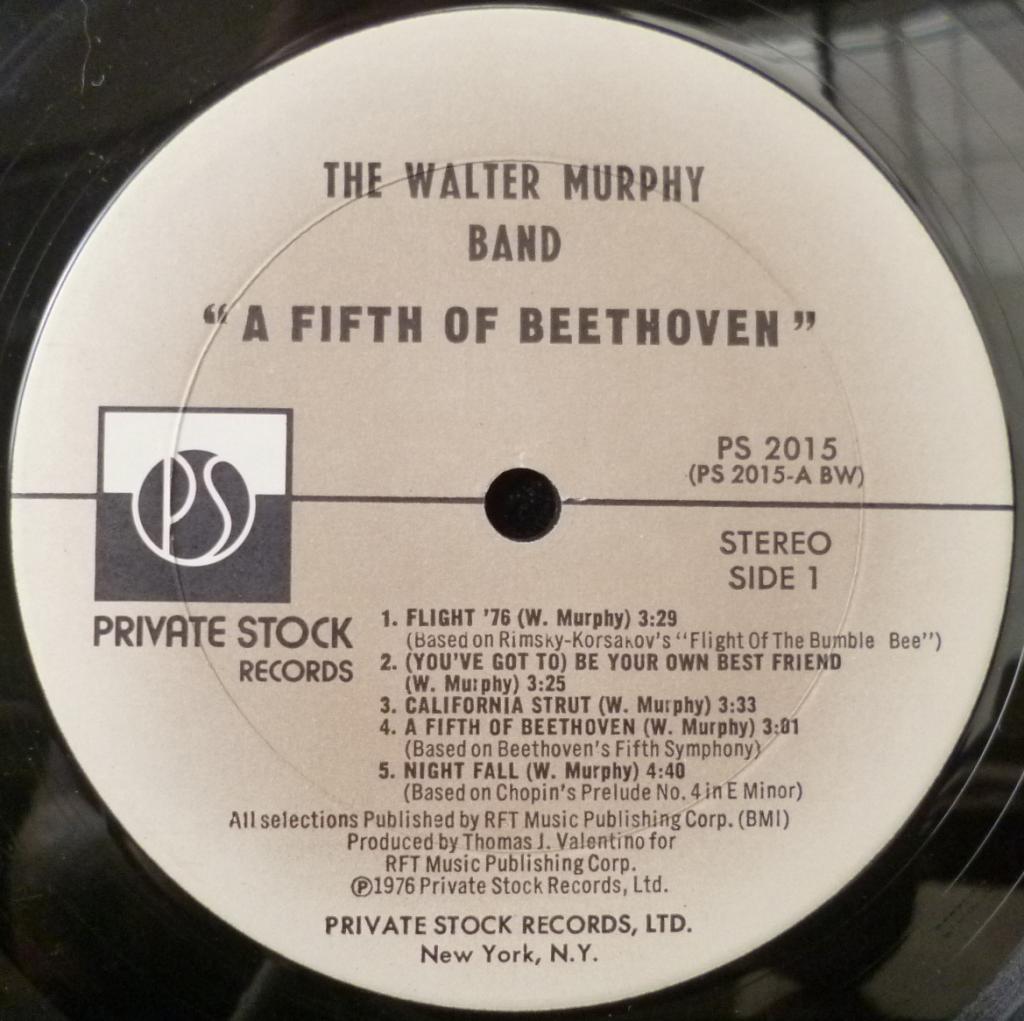 THE WALTER MURPHY
BAND
“A FIFTH OF BEETHOVEN”
PS
PRIVATE STOCK
RECORDS
PS 2015
(PS 2015-A BW)
STEREO
SIDE 1
1. FLIGHT '76 (W. Murphy) 3:29
(Based on Rimsky-Korsakov's “Flight Of The Bumble Bee”)
2. (YOU'VE GOT TO) BE YOUR OWN BEST FRIEND
(W. Murphy) 3:25
3. CALIFORNIA STRUT (W. Murphy) 3:33
4. A FIFTH OF BEETHOVEN (W. Murphy) 3:01
(Based on Beethoven's Fifth Symphony)
5. NIGHT FALL (W. Murphy) 4:40
(Based on Chopin's Prelude No. 4 in E Minor)
All selections Published by RFT Music Publishing Corp. (BMI)
Produced by Thomas J. Valentino for
RFT Music Publishing Corp.
℗1976 Private Stock Records, Ltd.
PRIVATE STOCK RECORDS, LTD.
New York, N.Y.